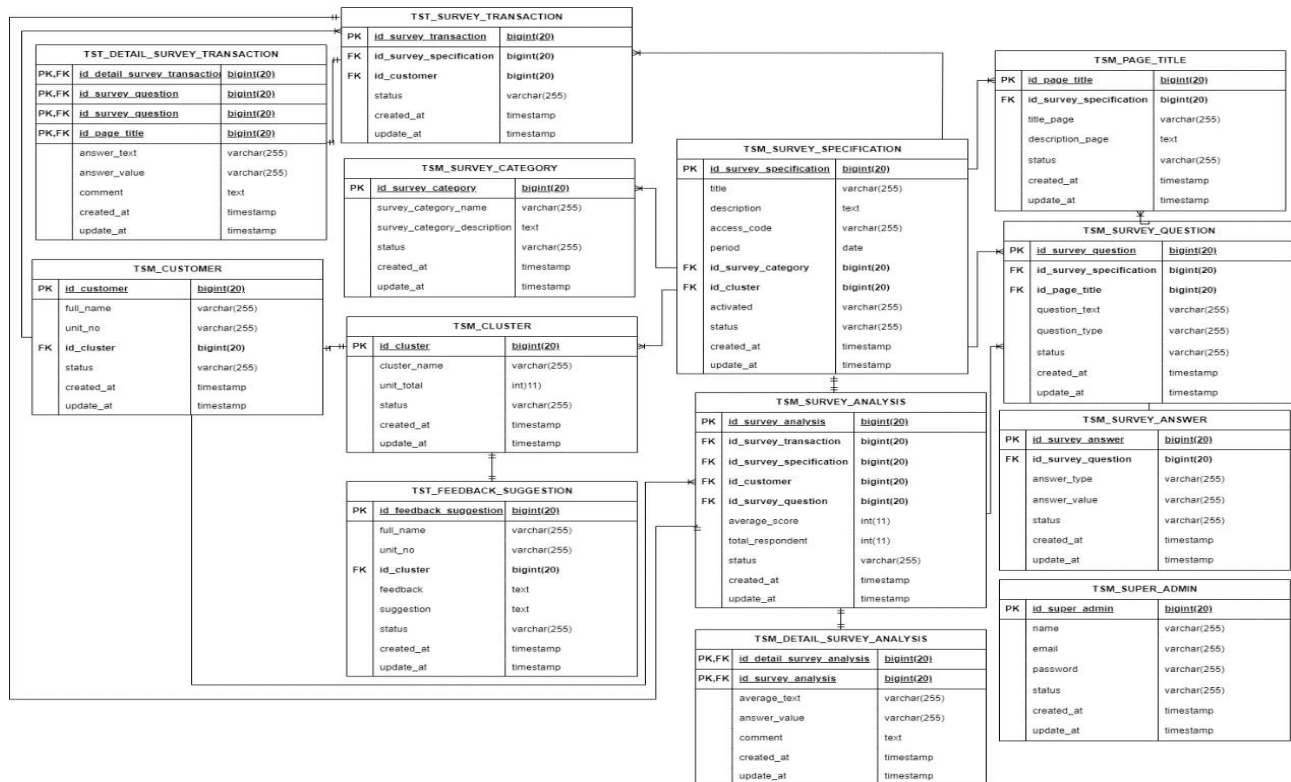 TST_SURVEY_TRANSACTION
PK id_survey_transaction bigint(20)
FK id_survey_specification bigint(20)
FK id_customer bigint(20)
status varchar(255)
created_at timestamp
update_at timestamp
TST_DETAIL_SURVEY_TRANSACTION
PK,FK id_detail_survey_transaction bigint(20)
PK,FK id_survey_question bigint(20)
PK,FK id_survey_question bigint(20)
PK,FK id_page_title bigint(20)
answer_text varchar(255)
answer_value varchar(255)
comment text
created_at timestamp
update_at timestamp
TSM_PAGE_TITLE
PK id_page_title bigint(20)
FK id_survey_specification bigint(20)
title_page varchar(255)
description_page text
status varchar(255)
created_at timestamp
update_at timestamp
TSM_SURVEY_CATEGORY
PK id_survey_category bigint(20)
survey_category_name varchar(255)
survey_category_description text
status varchar(255)
created_at timestamp
update_at timestamp
TSM_SURVEY_SPECIFICATION
PK id_survey_specification bigint(20)
title varchar(255)
description text
access_code varchar(255)
period date
FK id_survey_category bigint(20)
FK id_cluster bigint(20)
activated varchar(255)
status varchar(255)
created_at timestamp
update_at timestamp
TSM_SURVEY_QUESTION
PK id_survey_question bigint(20)
FK id_survey_specification bigint(20)
FK id_page_title bigint(20)
question_text varchar(255)
question_type varchar(255)
status varchar(255)
created_at timestamp
update_at timestamp
TSM_CUSTOMER
PK id_customer bigint(20)
full_name varchar(255)
unit_no varchar(255)
FK id_cluster bigint(20)
status varchar(255)
created_at timestamp
update_at timestamp
TSM_CLUSTER
PK id_cluster bigint(20)
cluster_name varchar(255)
unit_total int)11)
status varchar(255)
created_at timestamp
update_at timestamp
TSM_SURVEY_ANALYSIS
PK id_survey_analysis bigint(20)
FK id_survey_transaction bigint(20)
FK id_survey_specification bigint(20)
FK id_customer bigint(20)
FK id_survey_question bigint(20)
average_score int(11)
total_respondent int(11)
status varchar(255)
created_at timestamp
update_at timestamp
TSM_SURVEY_ANSWER
PK id_survey_answer bigint(20)
FK id_survey_question bigint(20)
answer_type varchar(255)
answer_value varchar(255)
status varchar(255)
created_at timestamp
update_at timestamp
TST_FEEDBACK_SUGGESTION
PK id_feedback_suggestion bigint(20)
full_name varchar(255)
unit_no varchar(255)
FK id_cluster bigint(20)
feedback text
suggestion text
status varchar(255)
created_at timestamp
update_at timestamp
TSM_DETAIL_SURVEY_ANALYSIS
PK,FK id_detail_survey_analysis bigint(20)
PK,FK id_survey_analysis bigint(20)
average_text varchar(255)
answer_value varchar(255)
comment text
created_at timestamp
update_at timestamp
TSM_SUPER_ADMIN
PK id_super_admin bigint(20)
name varchar(255)
email varchar(255)
password varchar(255)
status varchar(255)
created_at timestamp
update_at timestamp